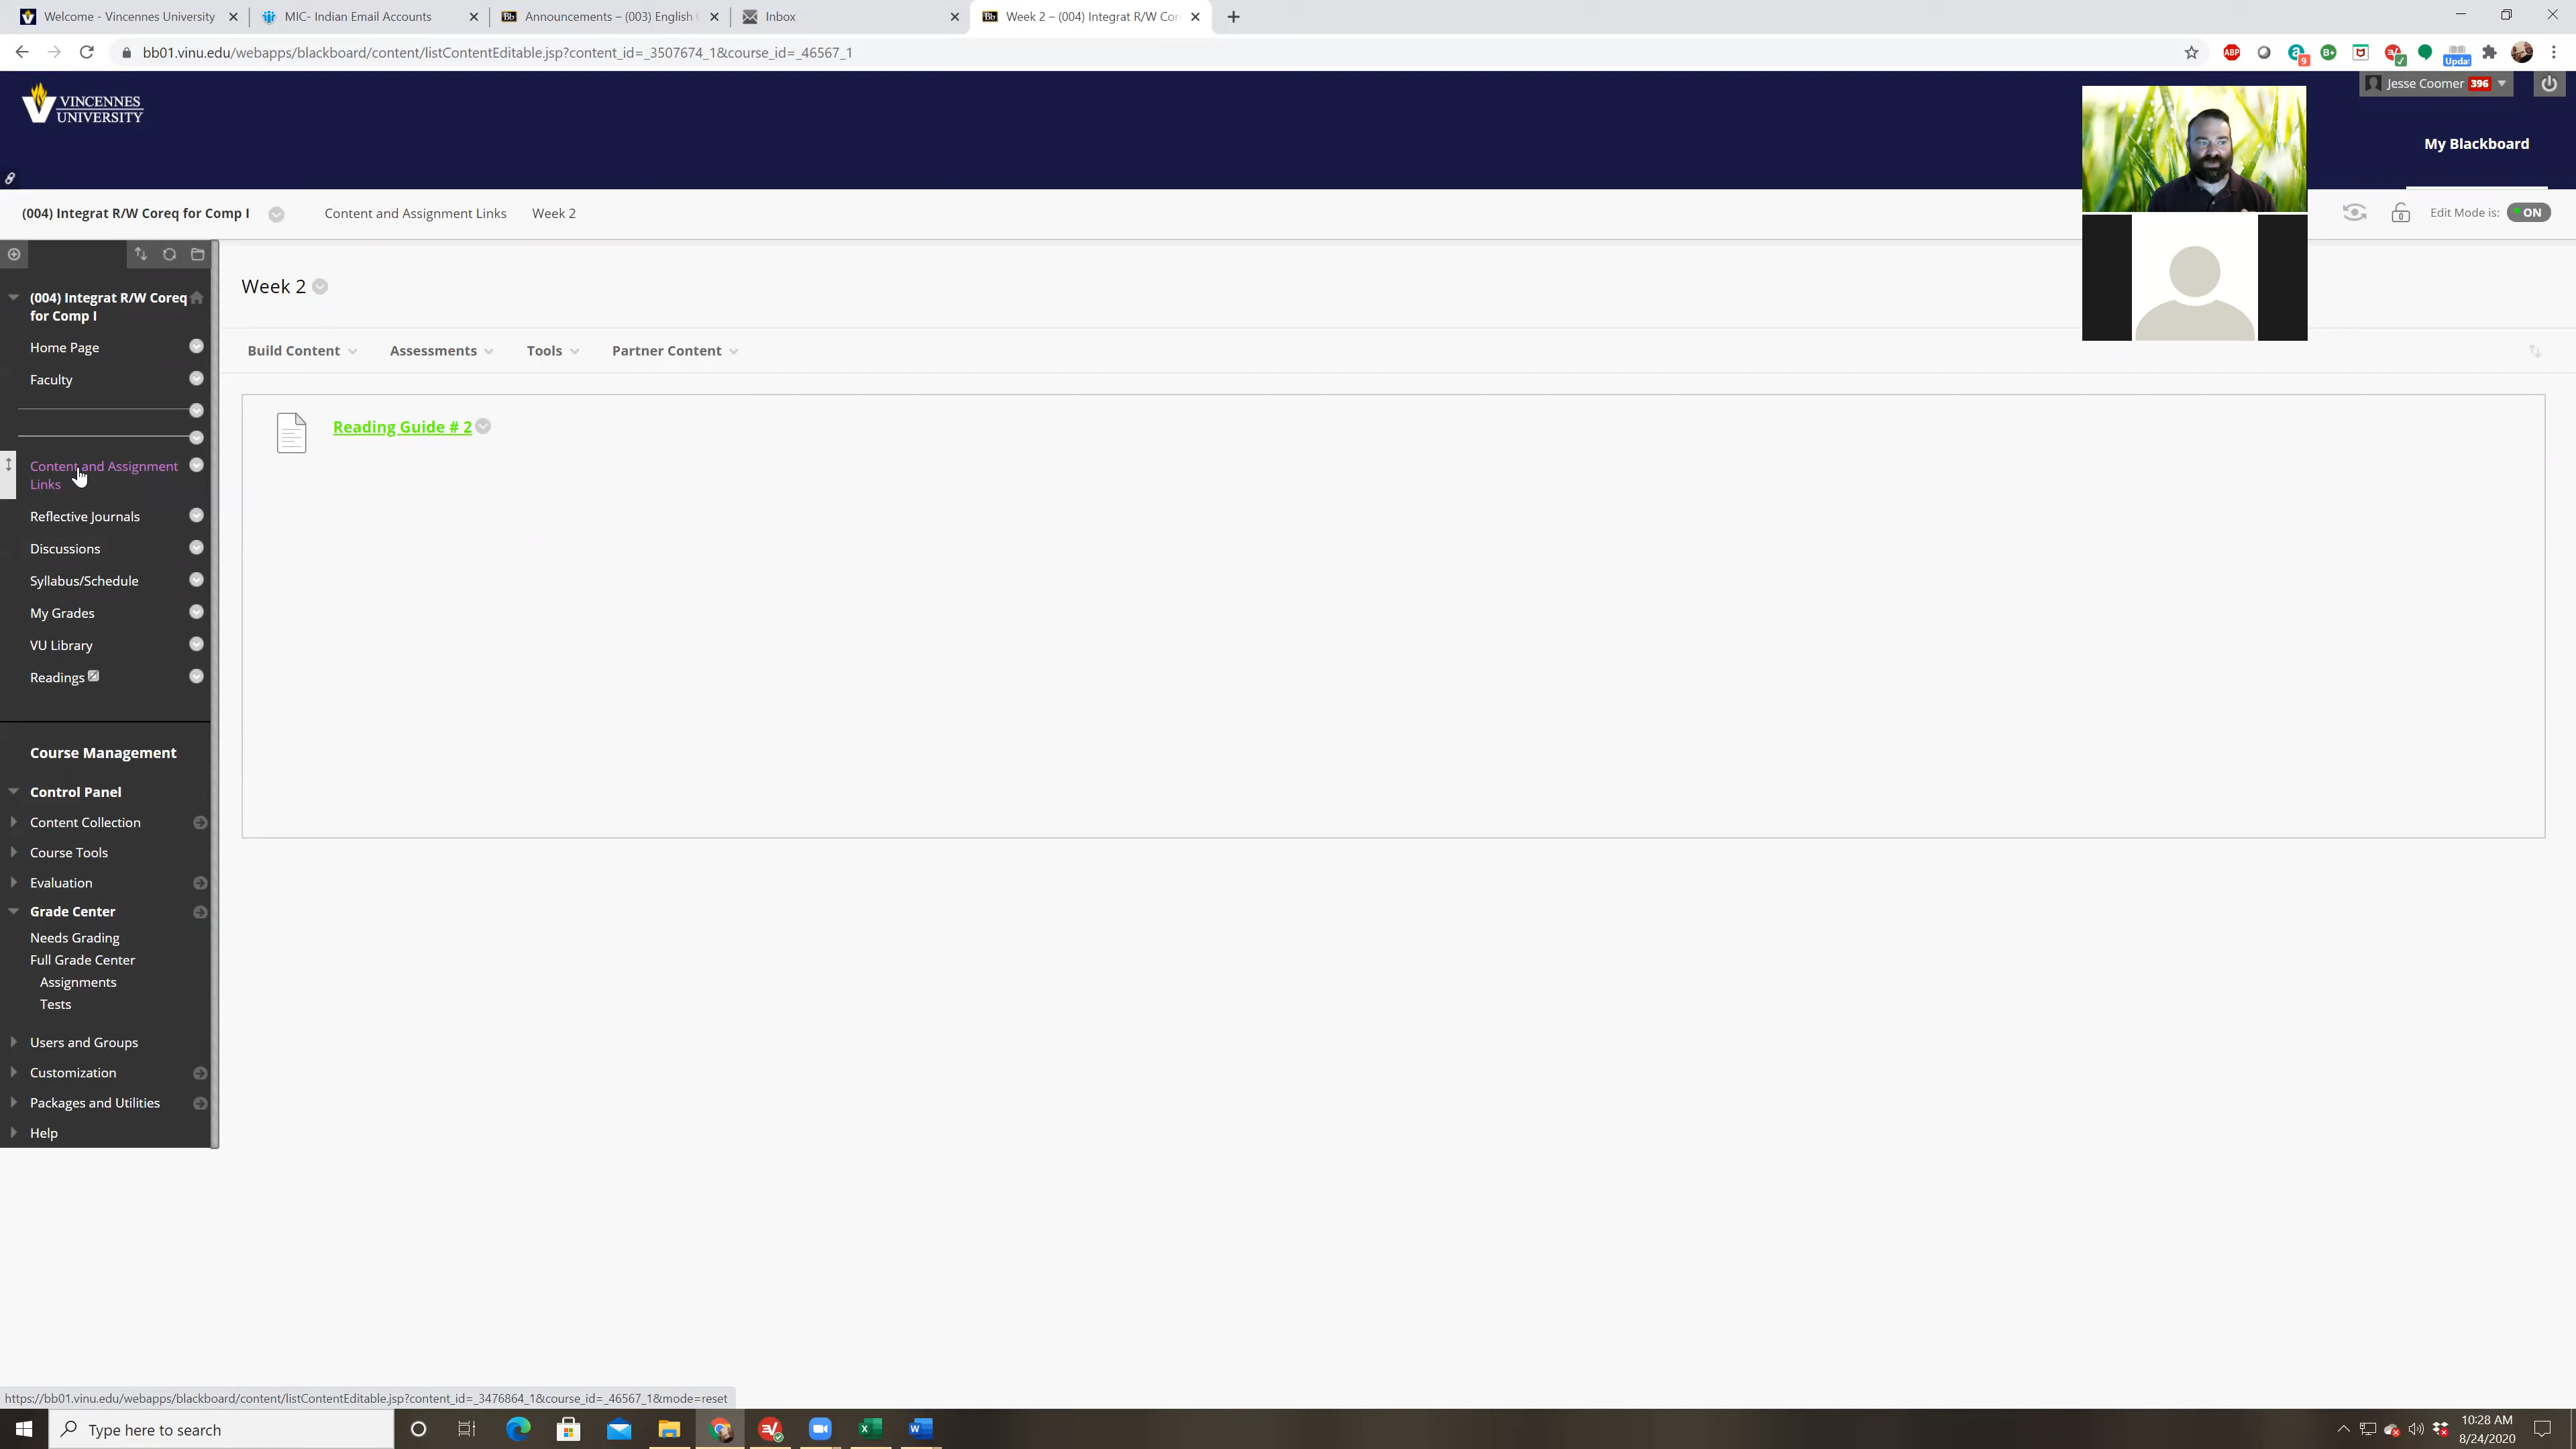 Welcome - Vincennes University
MIC- Indian Email Accounts
Announcements – (003) English
Inbox
Week 2 – (004) Integrat R/W Cor
bb01.vinu.edu/webapps/blackboard/content/listContentEditable.jsp?content_id=_3507674_1&course_id=_46567_1
ABP
9
B+
Updat
VINCENNES
UNIVERSITY
Jesse Coomer 396
My Blackboard
(004) Integrat R/W Coreq for Comp I
Content and Assignment Links
Week 2
Edit Mode is: ON
(004) Integrat R/W Coreq
for Comp I
Home Page
Faculty
Content and Assignment
Links
Reflective Journals
Discussions
Syllabus/Schedule
My Grades
VU Library
Readings
Course Management
Control Panel
Content Collection
Course Tools
Evaluation
Grade Center
Needs Grading
Full Grade Center
Assignments
Tests
Users and Groups
Customization
Packages and Utilities
Help
Week 2
Build Content
Assessments
Tools
Partner Content
Reading Guide # 2
https://bb01.vinu.edu/webapps/blackboard/content/listContentEditable.jsp?content_id=_3476864_1&course_id=_46567_1&mode=reset
Type here to search
10:28 AM
8/24/2020